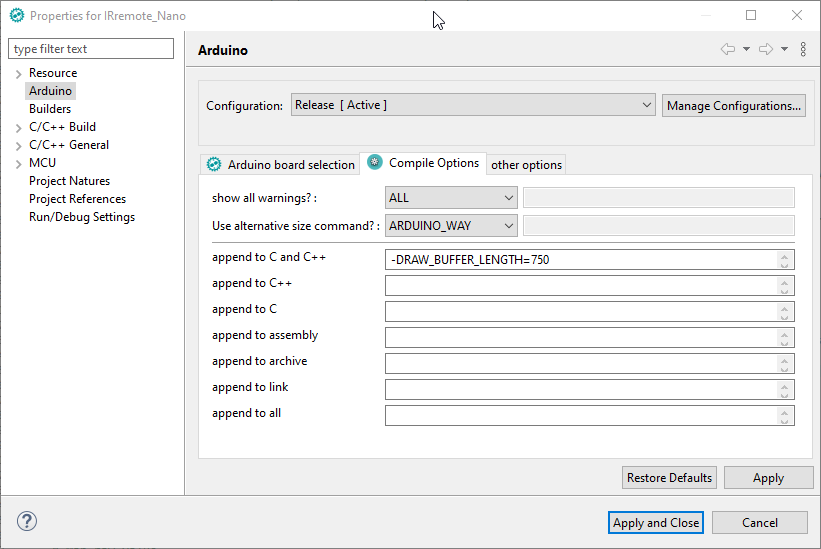 Properties for IRremote_Nano
type filter text
Resource
Arduino
Builders
C/C++ Build
C/C++ General
MCU
Project Natures
Project References
Run/Debug Settings
Arduino
Configuration: Release [ Active ] Manage Configurations...
Arduino board selection Compile Options other options
show all warnings? : ALL
Use alternative size command? : ARDUINO_WAY
append to C and C++ -DRAW_BUFFER_LENGTH=750
append to C++
append to C
append to assembly
append to archive
append to link
append to all
Restore Defaults Apply
? Apply and Close Cancel